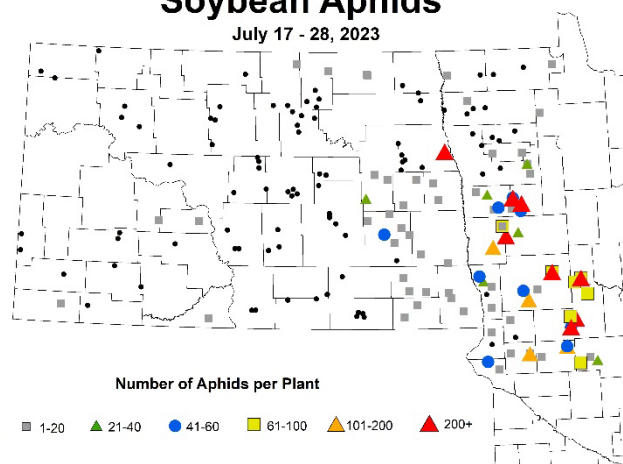 Soybean Aphids
July 17 - 28, 2023
Number of Aphids per Plant
1-20 21-40 41-60 61-100 101-200 200+